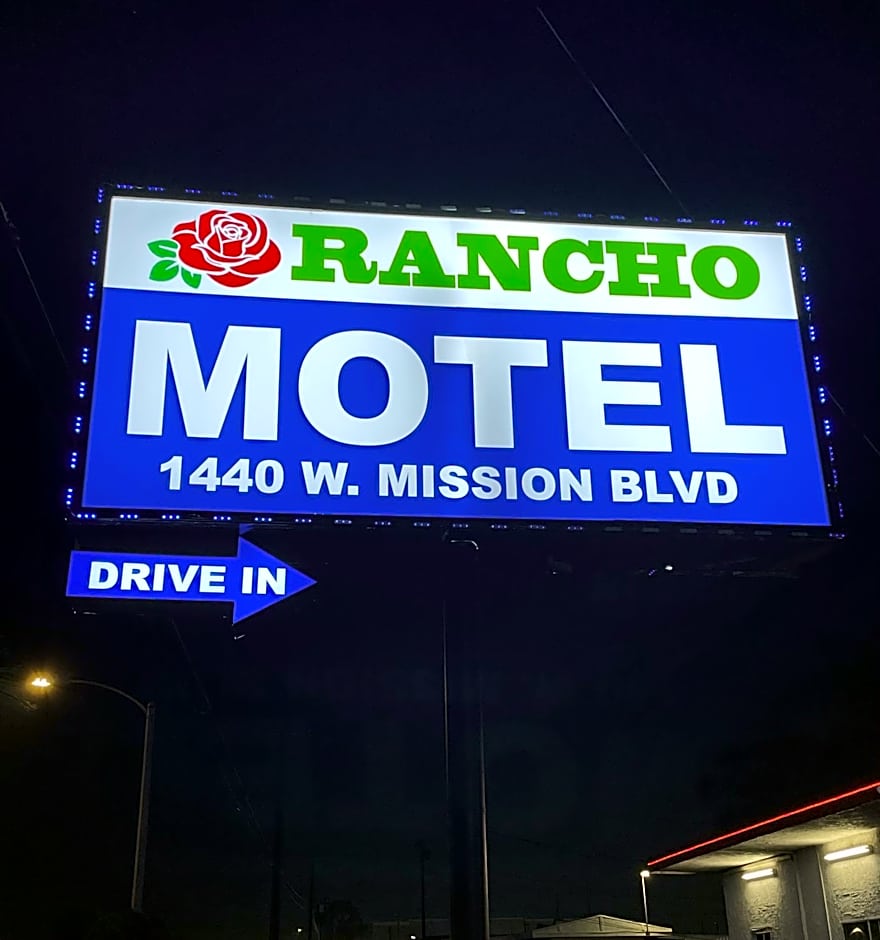 RANCHO
MOTEL
1440 W. MISSION BLVD
DRIVE IN